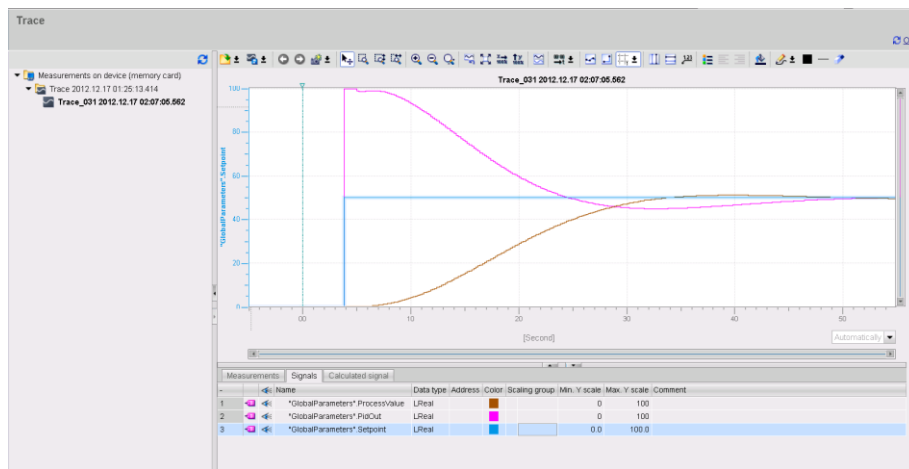 Trace
Measurements on device (memory card)
Trace 2012.12.17 01:25:13.414
Trace_031 2012.12.17 02:07:05.562
Trace_031 2012.12.17 02:07:05.562
"GlobalParameters".Setpoint
100
80
60
40
20
0
00 10 20 30 40 50
[Second]
Automatically
Measurements Signals Calculated signal
Name Data type Address Color Scaling group Min. Y scale Max. Y scale Comment
1 "GlobalParameters".ProcessValue LReal 0 100
2 "GlobalParameters".PidOut LReal 0 100
3 "GlobalParameters".Setpoint LReal 0.0 100.0